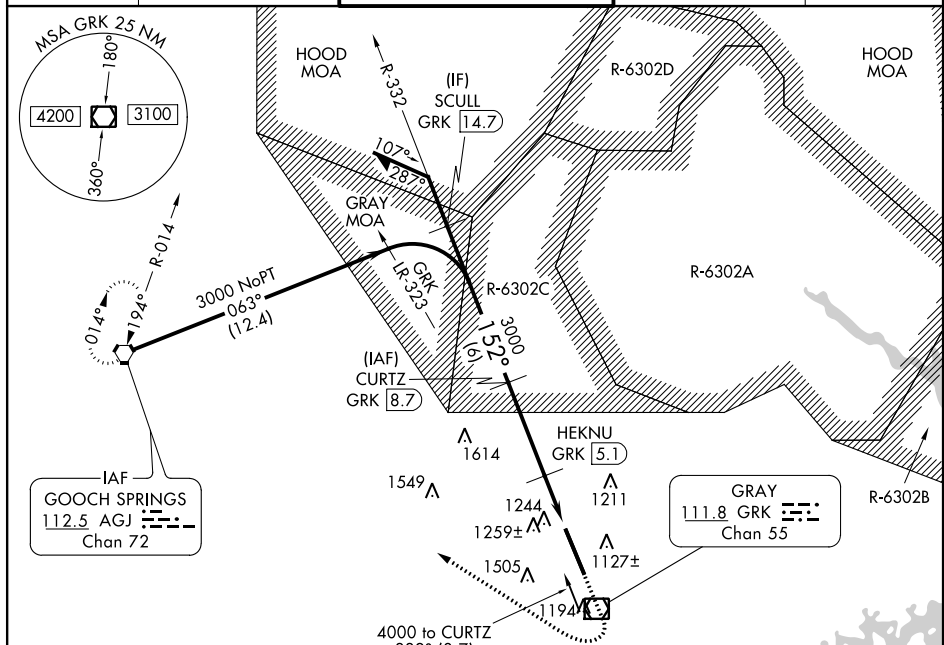 MSA GRK 25 NM
180°
4200
3100
360°
HOOD
MOA
R-332
(IF)
SCULL
GRK 14.7
R-6302D
HOOD
MOA
107°
287°
GRAY
MOA
R-014
194°
014°
3000 NoPT
063°
(12.4)
GRK
LR-323
R-6302C
R-6302A
3000
152°
(6)
(IAF)
CURTZ
GRK 8.7
HEKNU
GRK 5.1
1614
1549
1211
1244
1259±
1127±
1505
1194
R-6302B
IAF
GOOCH SPRINGS
112.5 AGJ
Chan 72
GRAY
111.8 GRK
Chan 55
4000 to CURTZ